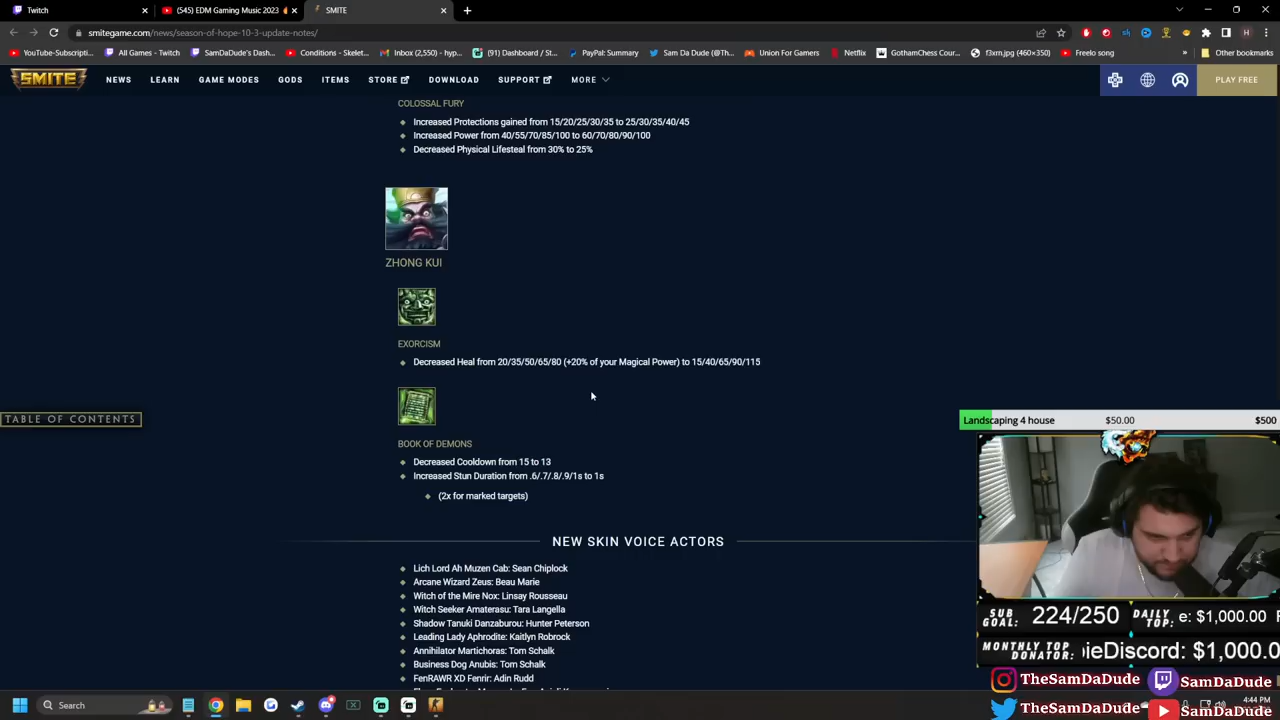 Twitch
(545) EDM Gaming Music 2023
SMITE
smitegame.com/news/season-of-hope-10-3-update-notes/
YouTube-Subscripti...
All Games - Twitch
SamDaDude's Dash...
Conditions - Skelet...
Inbox (2,550) - hyp...
(91) Dashboard / St...
PayPal: Summary
Sam Da Dude (@Th...
Union For Gamers
Netflix
GothamChess Cour...
f3xrm.jpg (460×350)
Freelo song
Other bookmarks
SMITE
NEWS
LEARN
GAME MODES
GODS
ITEMS
STORE
DOWNLOAD
SUPPORT
MORE
PLAY FREE
COLOSSAL FURY
Increased Protections gained from 15/20/25/30/35 to 25/30/35/40/45
Increased Power from 40/55/70/85/100 to 60/70/80/90/100
Decreased Physical Lifesteal from 30% to 25%
ZHONG KUI
EXORCISM
Decreased Heal from 20/35/50/65/80 (+20% of your Magical Power) to 15/40/65/90/115
TABLE OF CONTENTS
BOOK OF DEMONS
Decreased Cooldown from 15 to 13
Increased Stun Duration from .6/.7/.8/.9/1s to 1s
(2x for marked targets)
NEW SKIN VOICE ACTORS
Lich Lord Ah Muzen Cab: Sean Chiplock
Arcane Wizard Zeus: Beau Marie
Witch of the Mire Nox: Linsay Rousseau
Witch Seeker Amaterasu: Tara Langella
Shadow Tanuki Danzaburou: Hunter Peterson
Leading Lady Aphrodite: Kaitlyn Robrock
Annihilator Martichoras: Tom Schalk
Business Dog Anubis: Tom Schalk
FenRAWR XD Fenrir: Adin Rudd
Landscaping 4 house
$50.00
$500
SUB GOAL:
224/250
DAILY TOP:
e: $1,000.00
MONTHLY TOP DONATOR:
ieDiscord: $1,000.0
TheSamDaDude
SamDaDude
TheSamDaDude
SamDaDude
Search
4:44 PM